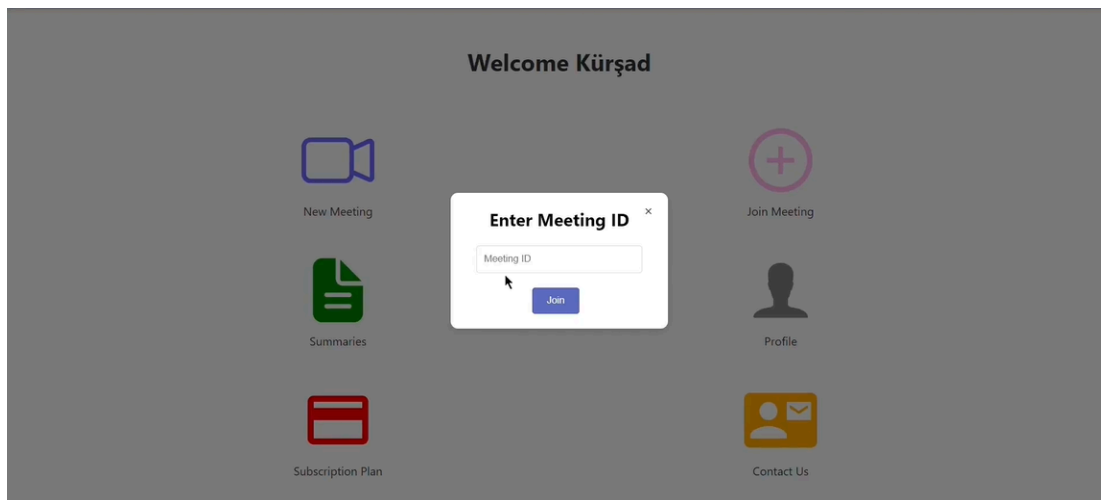 Welcome Kürşad
New Meeting
Join Meeting
Enter Meeting ID ×
Meeting ID
Join
Summaries
Profile
Subscription Plan
Contact Us